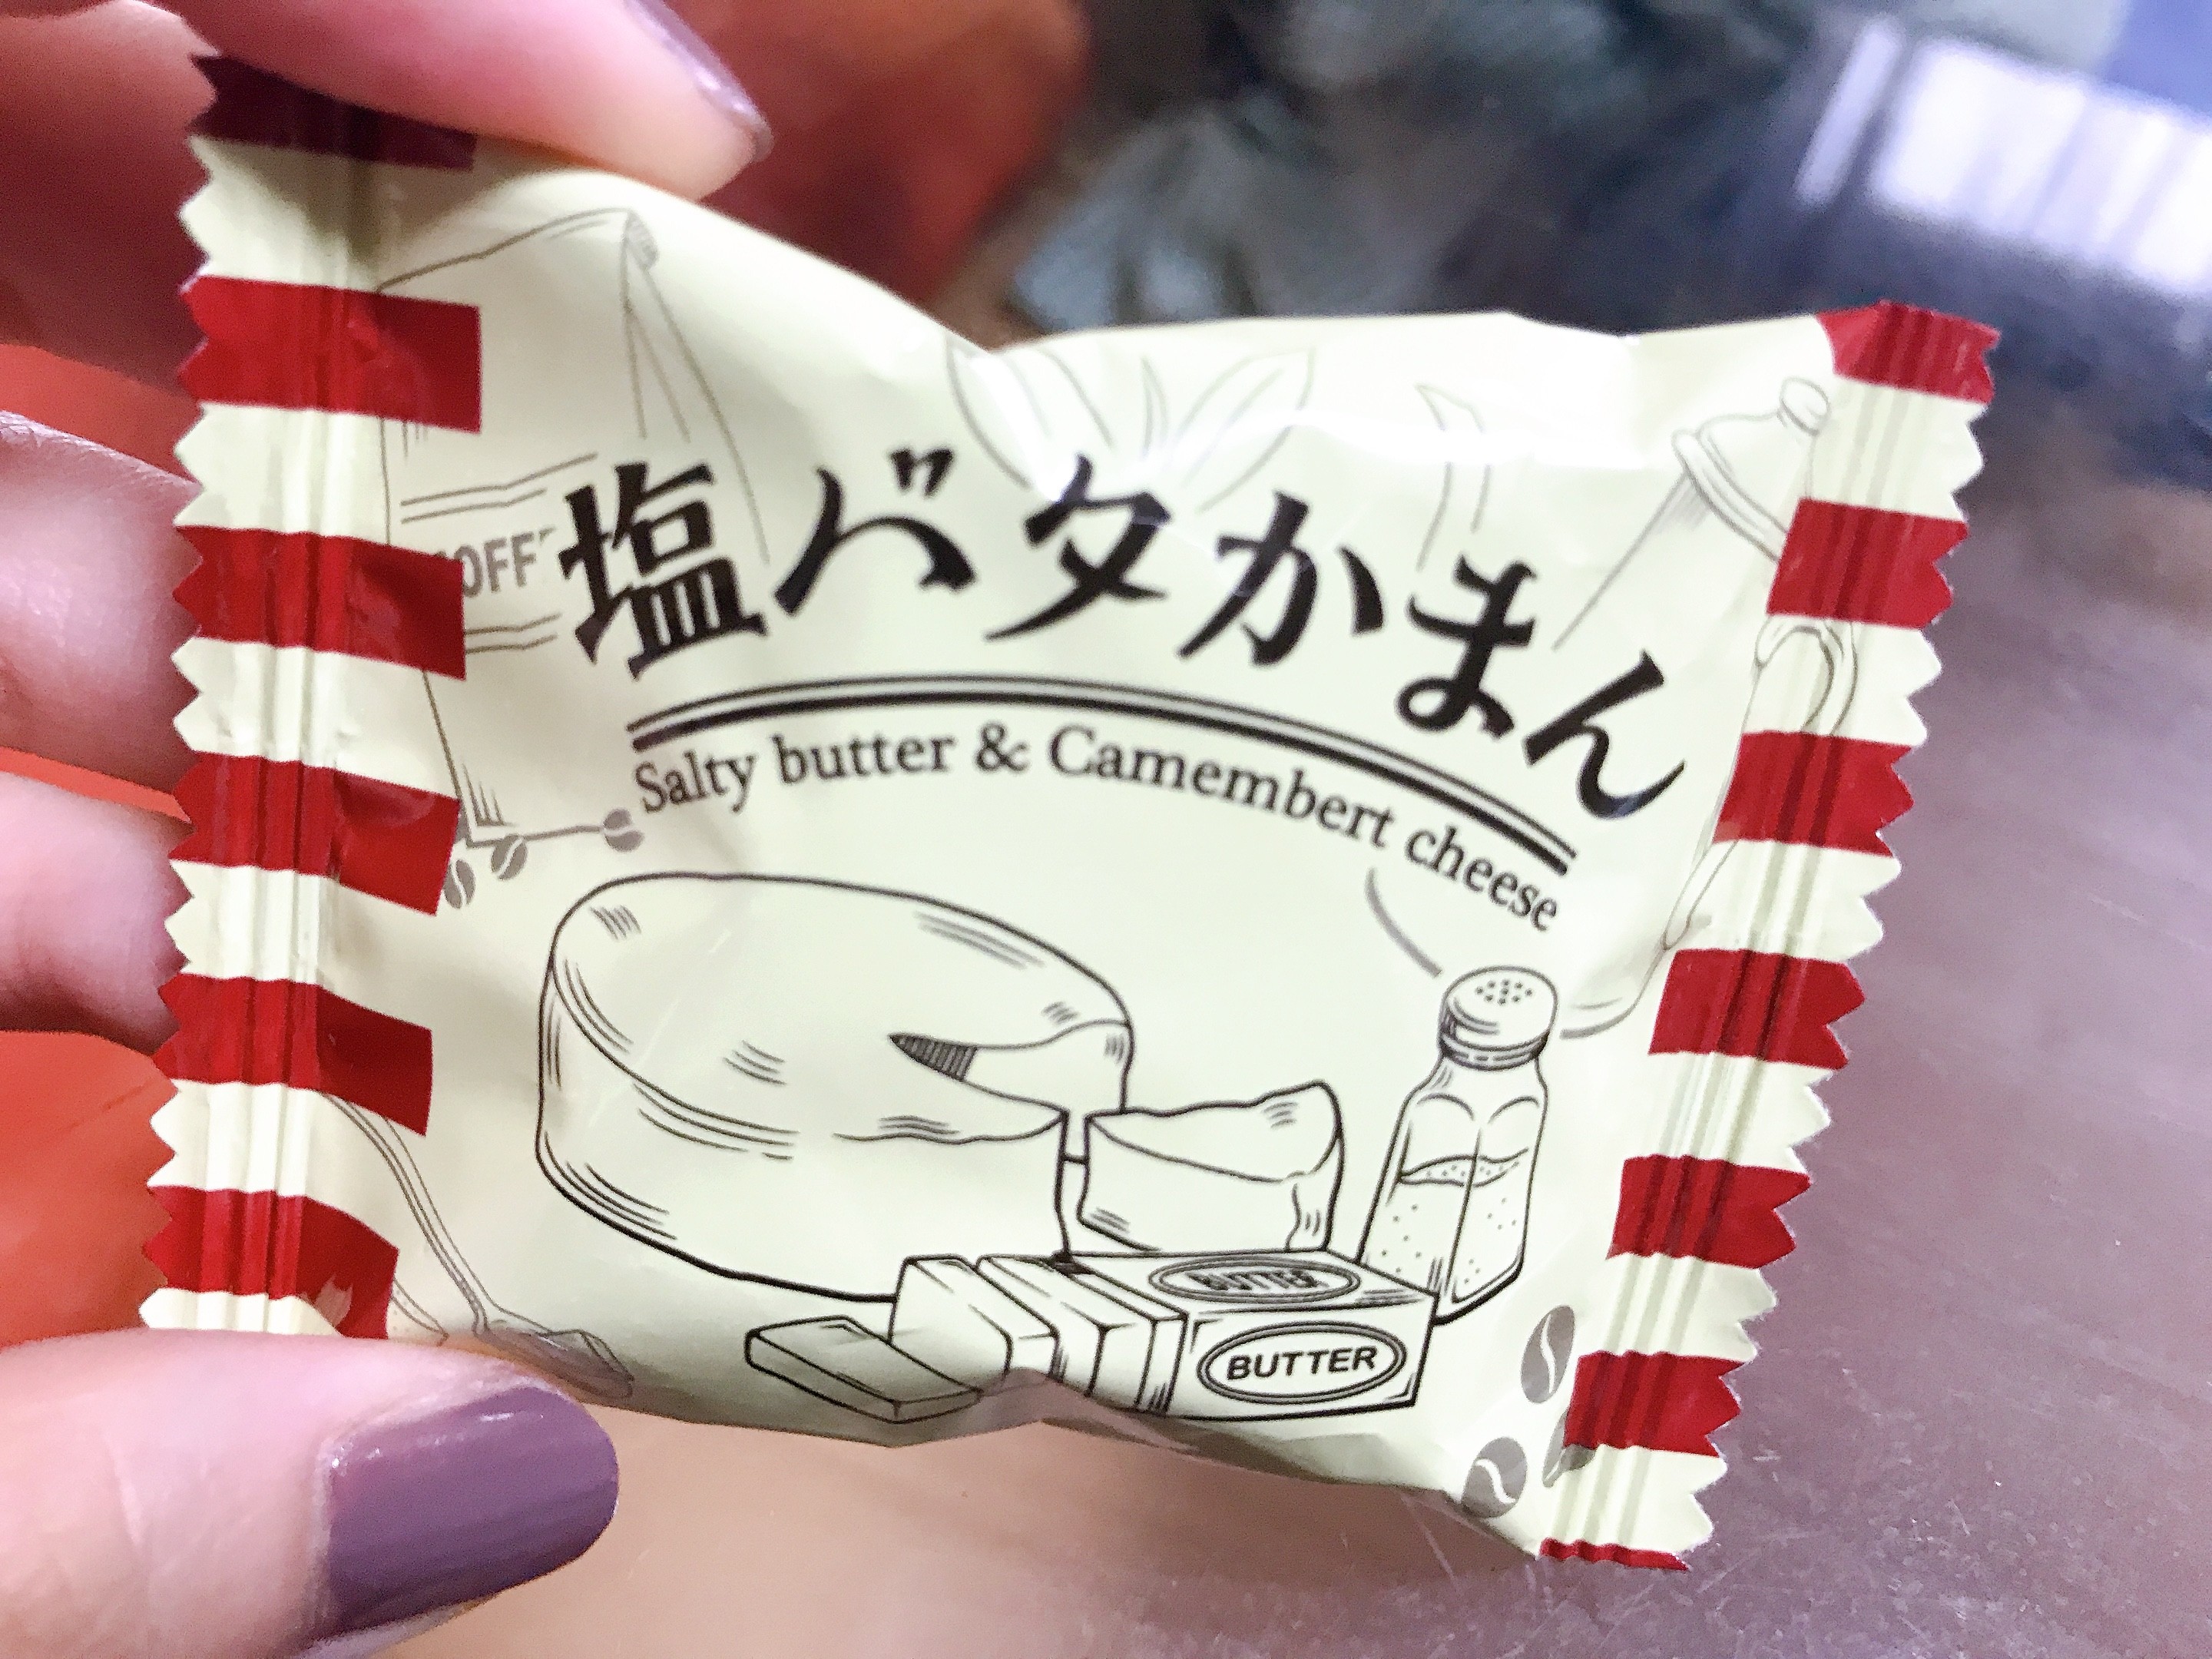 塩バタかまん
Salty butter & Camembert cheese
BUTTER
BUTTER